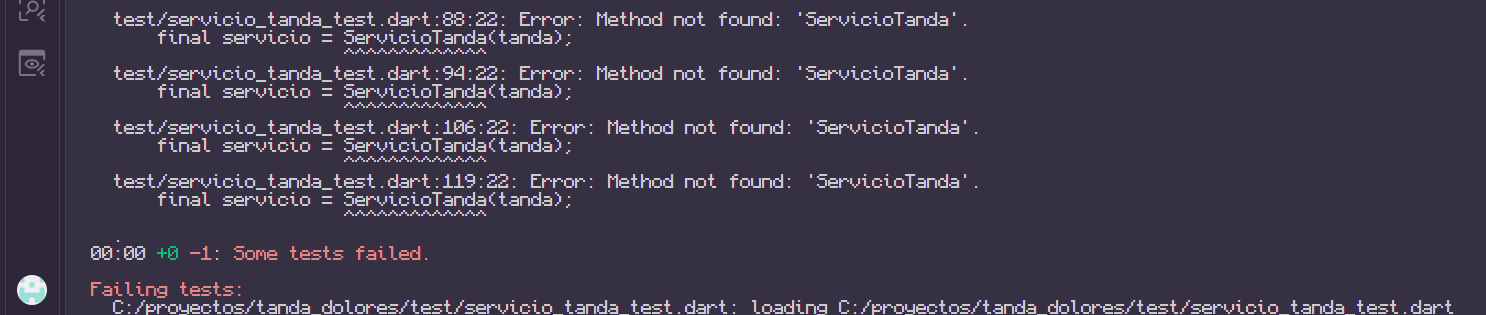 test/servicio_tanda_test.dart:88:22: Error: Method not found: 'ServicioTanda'.
final servicio = ServicioTanda(tanda);
^^^^^^^^^^^^^
test/servicio_tanda_test.dart:94:22: Error: Method not found: 'ServicioTanda'.
final servicio = ServicioTanda(tanda);
^^^^^^^^^^^^^
test/servicio_tanda_test.dart:106:22: Error: Method not found: 'ServicioTanda'.
final servicio = ServicioTanda(tanda);
^^^^^^^^^^^^^
test/servicio_tanda_test.dart:119:22: Error: Method not found: 'ServicioTanda'.
final servicio = ServicioTanda(tanda);
^^^^^^^^^^^^^
.
00:00 +0 -1: Some tests failed.
Failing tests:
C:/proyectos/tanda_dolores/test/servicio_tanda_test.dart: loading C:/proyectos/tanda_dolores/test/servicio_tanda_test.dart